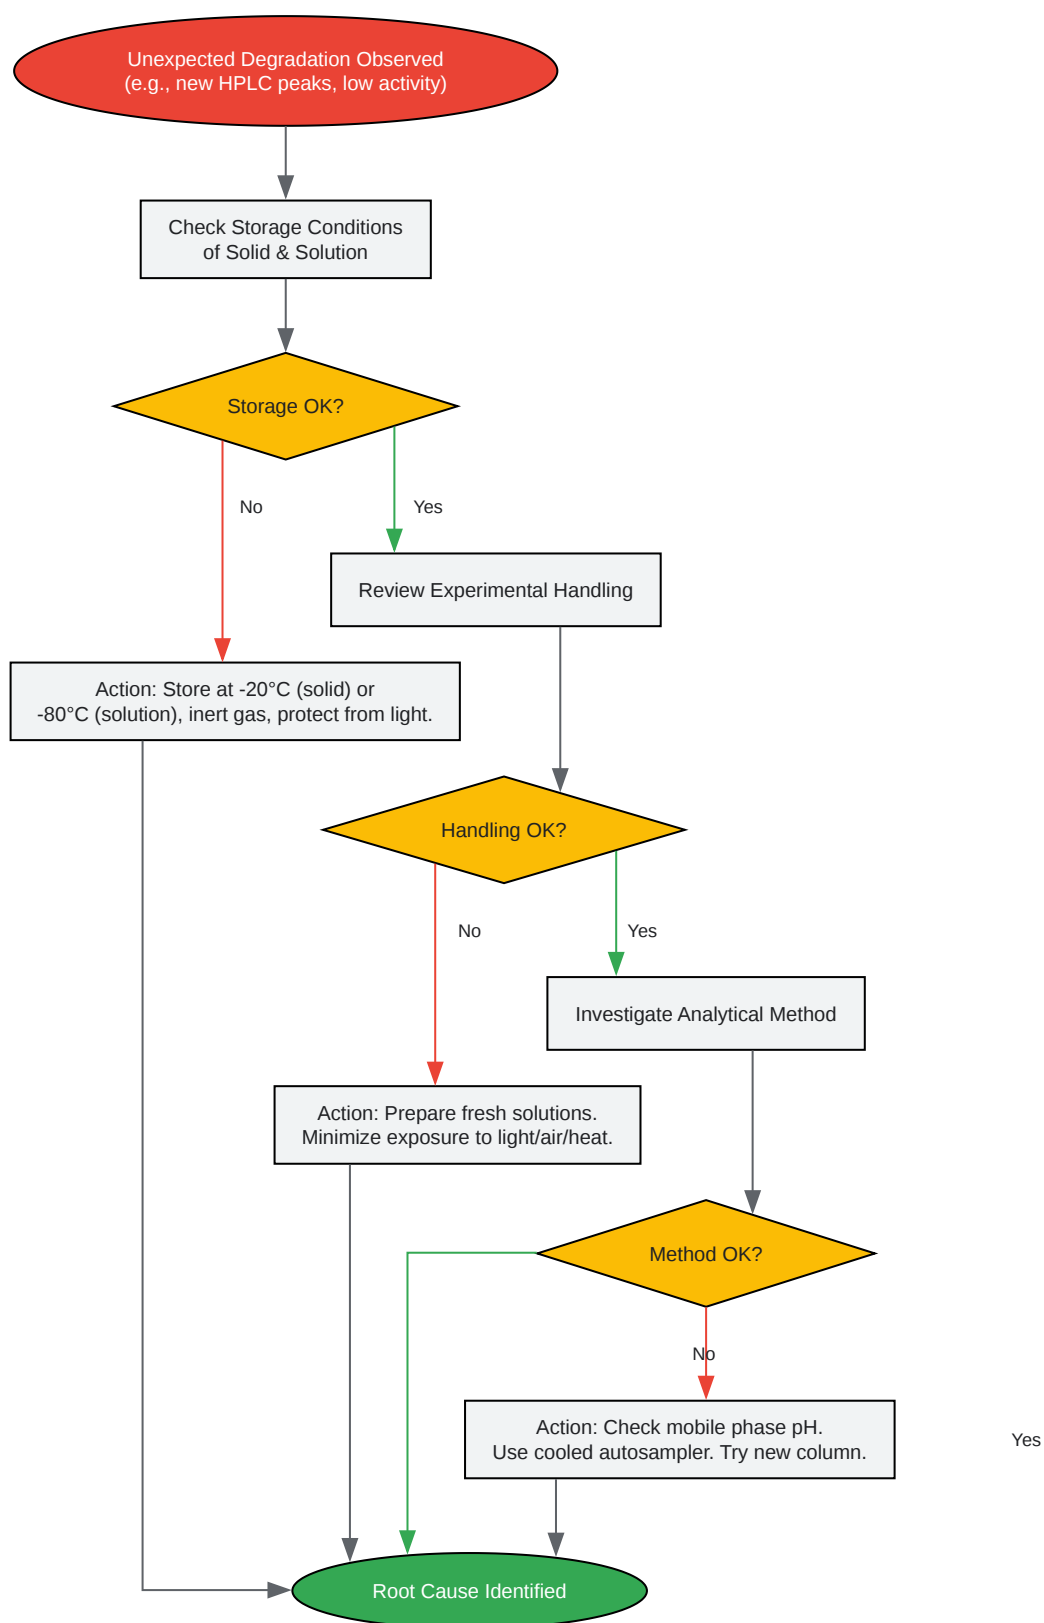 Unexpected Degradation Observed
(e.g., new HPLC peaks, low activity)
Check Storage Conditions
of Solid & Solution
Storage OK?
No
Yes
Review Experimental Handling
Action: Store at -20°C (solid) or
-80°C (solution), inert gas, protect from light.
Handling OK?
No
Yes
Investigate Analytical Method
Action: Prepare fresh solutions.
Minimize exposure to light/air/heat.
Method OK?
No
Action: Check mobile phase pH.
Use cooled autosampler. Try new column.
Yes
Root Cause Identified